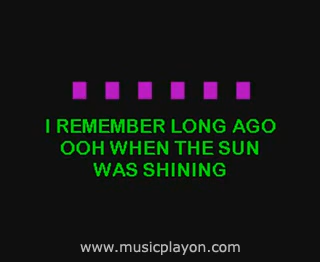 I REMEMBER LONG AGO
OOH WHEN THE SUN
WAS SHINING
www.musicplayon.com